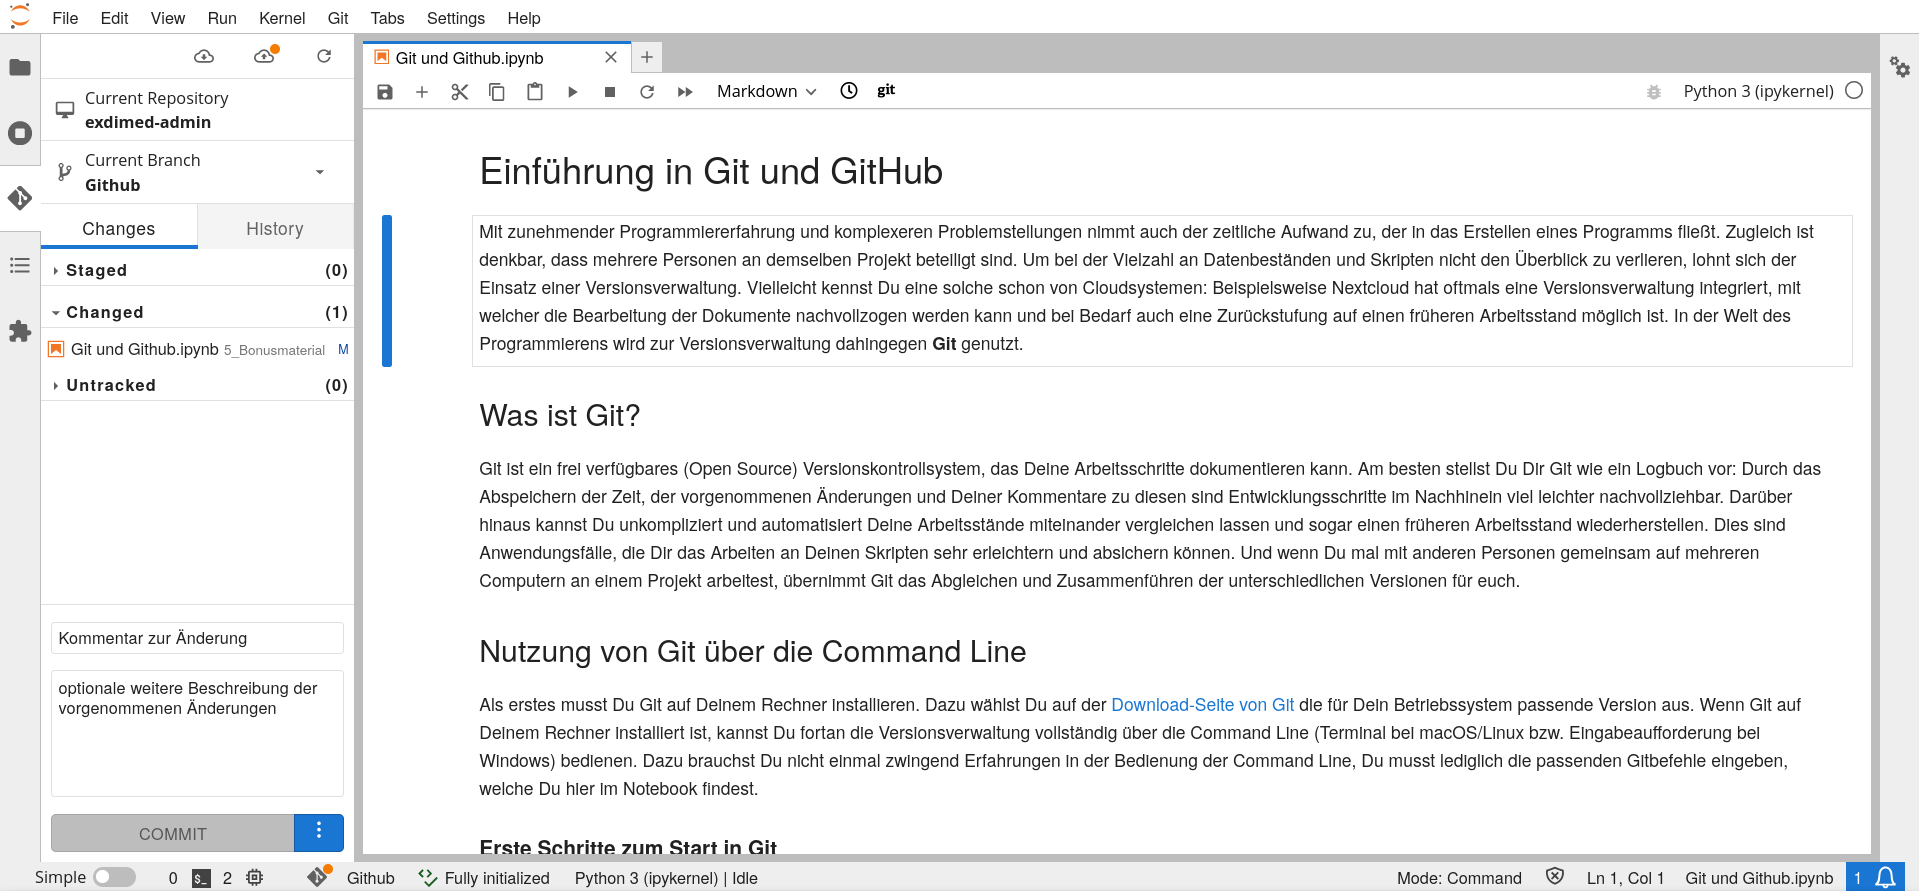 File Edit View Run Kernel Git Tabs Settings Help
Current Repository
exdimed-admin
Current Branch
Github
Changes History
Staged (0)
Changed (1)
Git und Github.ipynb 5_Bonusmaterial M
Untracked (0)
Kommentar zur Änderung
optionale weitere Beschreibung der
vorgenommenen Änderungen
COMMIT
Git und Github.ipynb
Markdown git Python 3 (ipykernel)
Einführung in Git und GitHub
Mit zunehmender Programmiererfahrung und komplexeren Problemstellungen nimmt auch der zeitliche Aufwand zu, der in das Erstellen eines Programms fließt. Zugleich ist
denkbar, dass mehrere Personen an demselben Projekt beteiligt sind. Um bei der Vielzahl an Datenbeständen und Skripten nicht den Überblick zu verlieren, lohnt sich der
Einsatz einer Versionsverwaltung. Vielleicht kennst Du eine solche schon von Cloudsystemen: Beispielsweise Nextcloud hat oftmals eine Versionsverwaltung integriert, mit
welcher die Bearbeitung der Dokumente nachvollzogen werden kann und bei Bedarf auch eine Zurückstufung auf einen früheren Arbeitsstand möglich ist. In der Welt des
Programmierens wird zur Versionsverwaltung dahingegen Git genutzt.
Was ist Git?
Git ist ein frei verfügbares (Open Source) Versionskontrollsystem, das Deine Arbeitsschritte dokumentieren kann. Am besten stellst Du Dir Git wie ein Logbuch vor: Durch das
Abspeichern der Zeit, der vorgenommenen Änderungen und Deiner Kommentare zu diesen sind Entwicklungsschritte im Nachhinein viel leichter nachvollziehbar. Darüber
hinaus kannst Du unkompliziert und automatisiert Deine Arbeitsstände miteinander vergleichen lassen und sogar einen früheren Arbeitsstand wiederherstellen. Dies sind
Anwendungsfälle, die Dir das Arbeiten an Deinen Skripten sehr erleichtern und absichern können. Und wenn Du mal mit anderen Personen gemeinsam auf mehreren
Computern an einem Projekt arbeitest, übernimmt Git das Abgleichen und Zusammenführen der unterschiedlichen Versionen für euch.
Nutzung von Git über die Command Line
Als erstes musst Du Git auf Deinem Rechner installieren. Dazu wählst Du auf der Download-Seite von Git die für Dein Betriebssystem passende Version aus. Wenn Git auf
Deinem Rechner installiert ist, kannst Du fortan die Versionsverwaltung vollständig über die Command Line (Terminal bei macOS/Linux bzw. Eingabeaufforderung bei
Windows) bedienen. Dazu brauchst Du nicht einmal zwingend Erfahrungen in der Bedienung der Command Line, Du musst lediglich die passenden Gitbefehle eingeben,
welche Du hier im Notebook findest.
Erste Schritte zum Start in Git
Simple 0 $_ 2 Github Fully initialized Python 3 (ipykernel) | Idle Mode: Command Ln 1, Col 1 Git und Github.ipynb 1